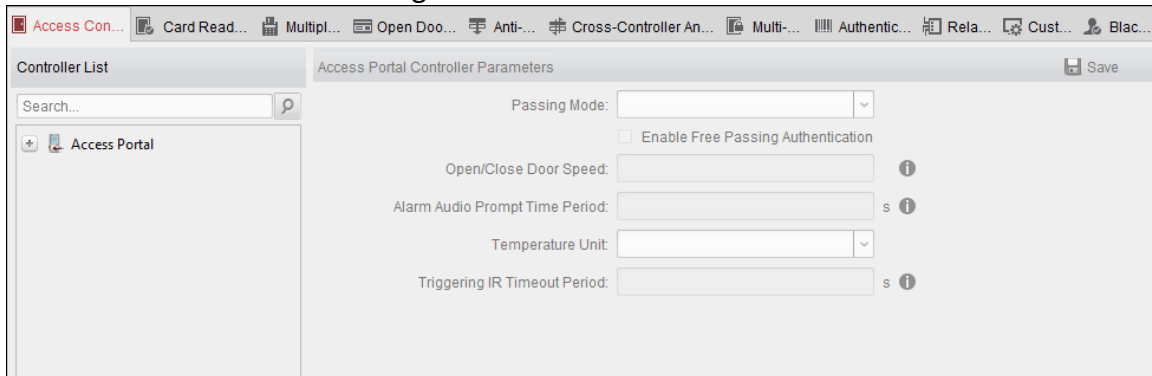 Access Con... Card Read... Multipl... Open Doo... Anti-... Cross-Controller An... Multi-... Authentic... Rela... Cust... Blac...
Controller List
Access Portal Controller Parameters
Save
Search...
Passing Mode:
Access Portal
Enable Free Passing Authentication
Open/Close Door Speed:
Alarm Audio Prompt Time Period:
s
Temperature Unit:
Triggering IR Timeout Period:
s